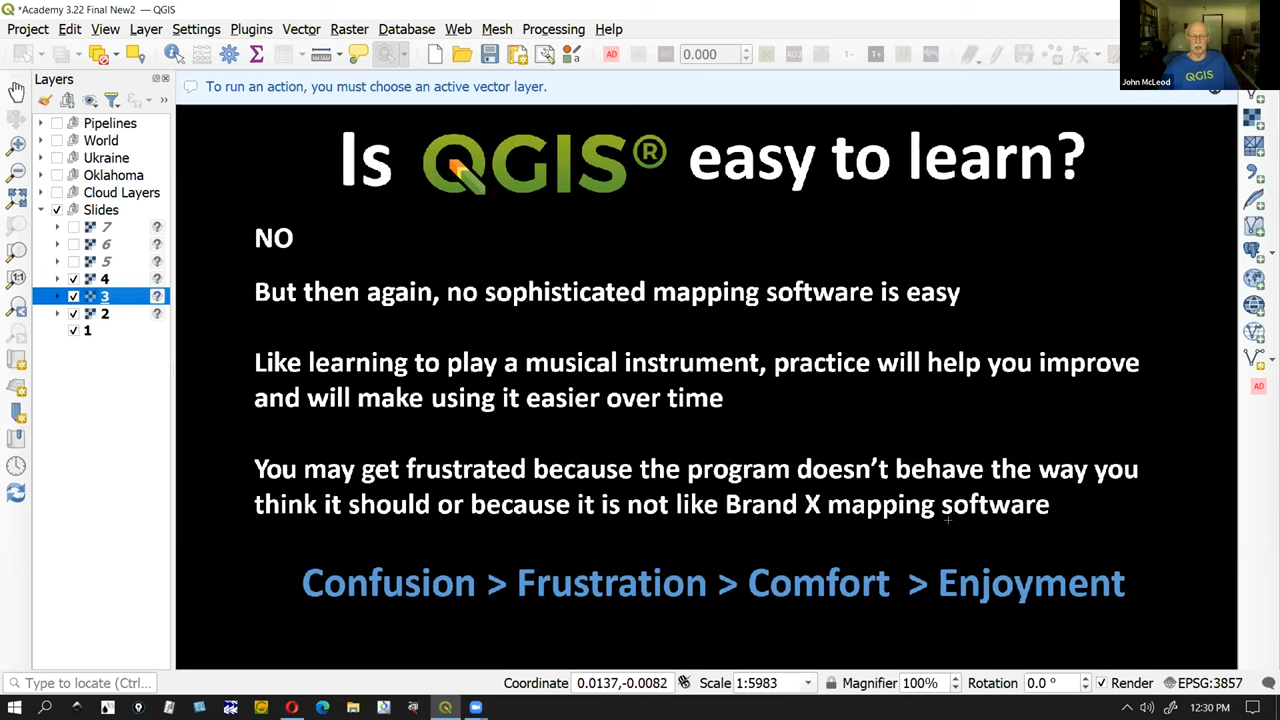 *Academy 3.22 Final New2 — QGIS
Project Edit View Layer Settings Plugins Vector Raster Database Web Mesh Processing Help
AD
0.000
John McLeod
QGIS
Layers
To run an action, you must choose an active vector layer.
Pipelines
World
Ukraine
Oklahoma
Cloud Layers
Slides
7
6
5
4
3
2
1
Is QGIS® easy to learn?
NO
But then again, no sophisticated mapping software is easy
Like learning to play a musical instrument, practice will help you improve
and will make using it easier over time
You may get frustrated because the program doesn’t behave the way you
think it should or because it is not like Brand X mapping software
Confusion > Frustration > Comfort > Enjoyment
AD
Type to locate (Ctrl... Coordinate 0.0137,-0.0082 Scale 1:5983 Magnifier 100% Rotation 0.0 ° Render EPSG:3857
12:30 PM